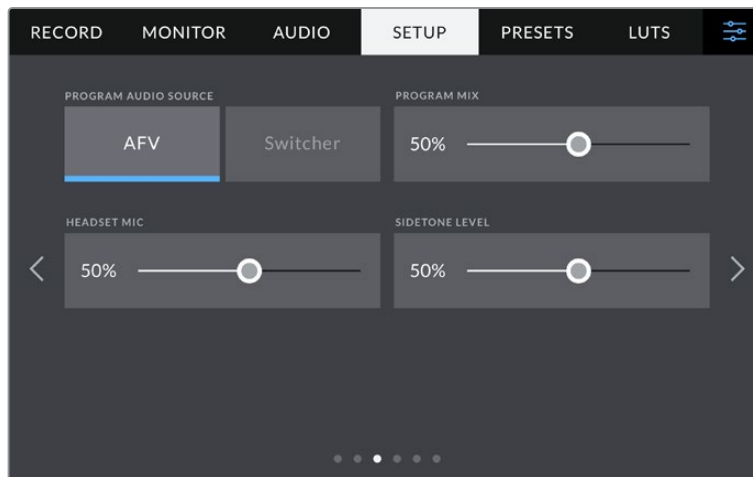 RECORD MONITOR AUDIO SETUP PRESETS LUTS
PROGRAM AUDIO SOURCE PROGRAM MIX
AFV Switcher 50%
HEADSET MIC SIDETONE LEVEL
50% 50%